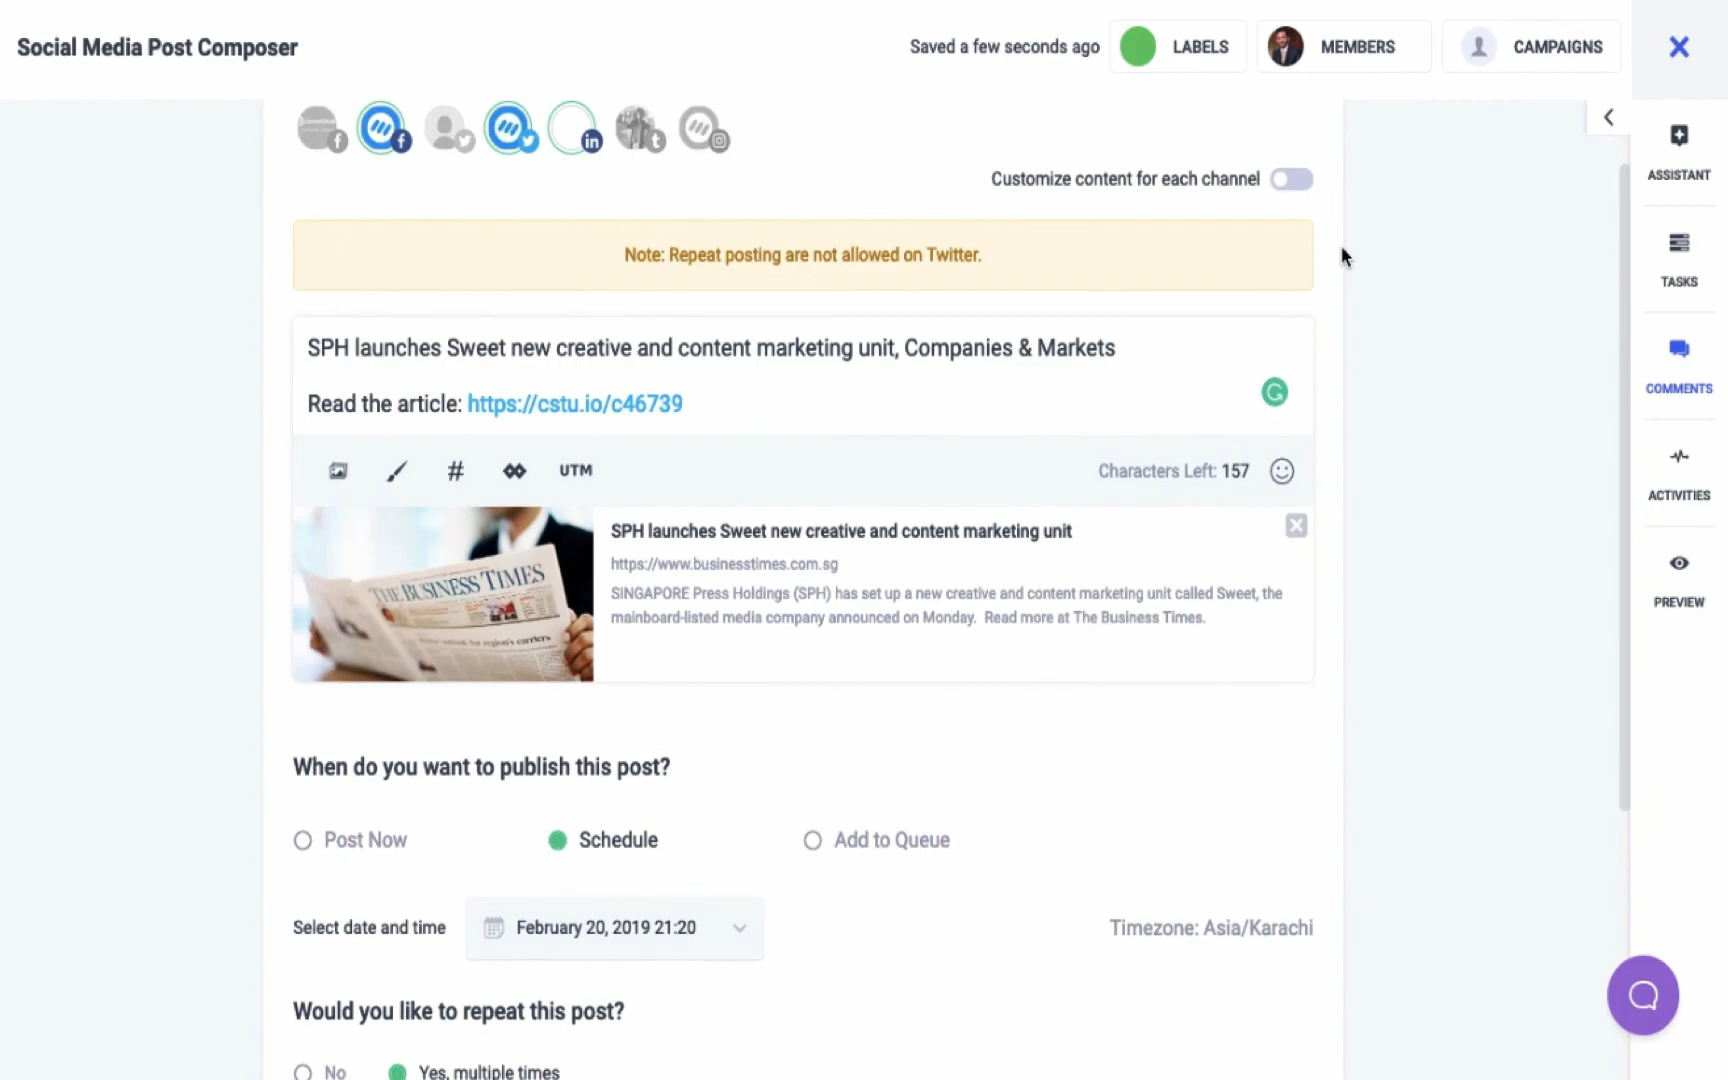 Social Media Post Composer
Saved a few seconds ago
LABELS
MEMBERS
CAMPAIGNS
Customize content for each channel
Note: Repeat posting are not allowed on Twitter.
SPH launches Sweet new creative and content marketing unit, Companies & Markets
Read the article: https://cstu.io/c46739
UTM
Characters Left: 157
THE BUSINESS TIMES
SPH launches Sweet new creative and content marketing unit
https://www.businesstimes.com.sg
SINGAPORE Press Holdings (SPH) has set up a new creative and content marketing unit called Sweet, the
mainboard-listed media company announced on Monday. Read more at The Business Times.
When do you want to publish this post?
Post Now
Schedule
Add to Queue
Select date and time
February 20, 2019 21:20
Timezone: Asia/Karachi
Would you like to repeat this post?
No
Yes, multiple times
ASSISTANT
TASKS
COMMENTS
ACTIVITIES
PREVIEW